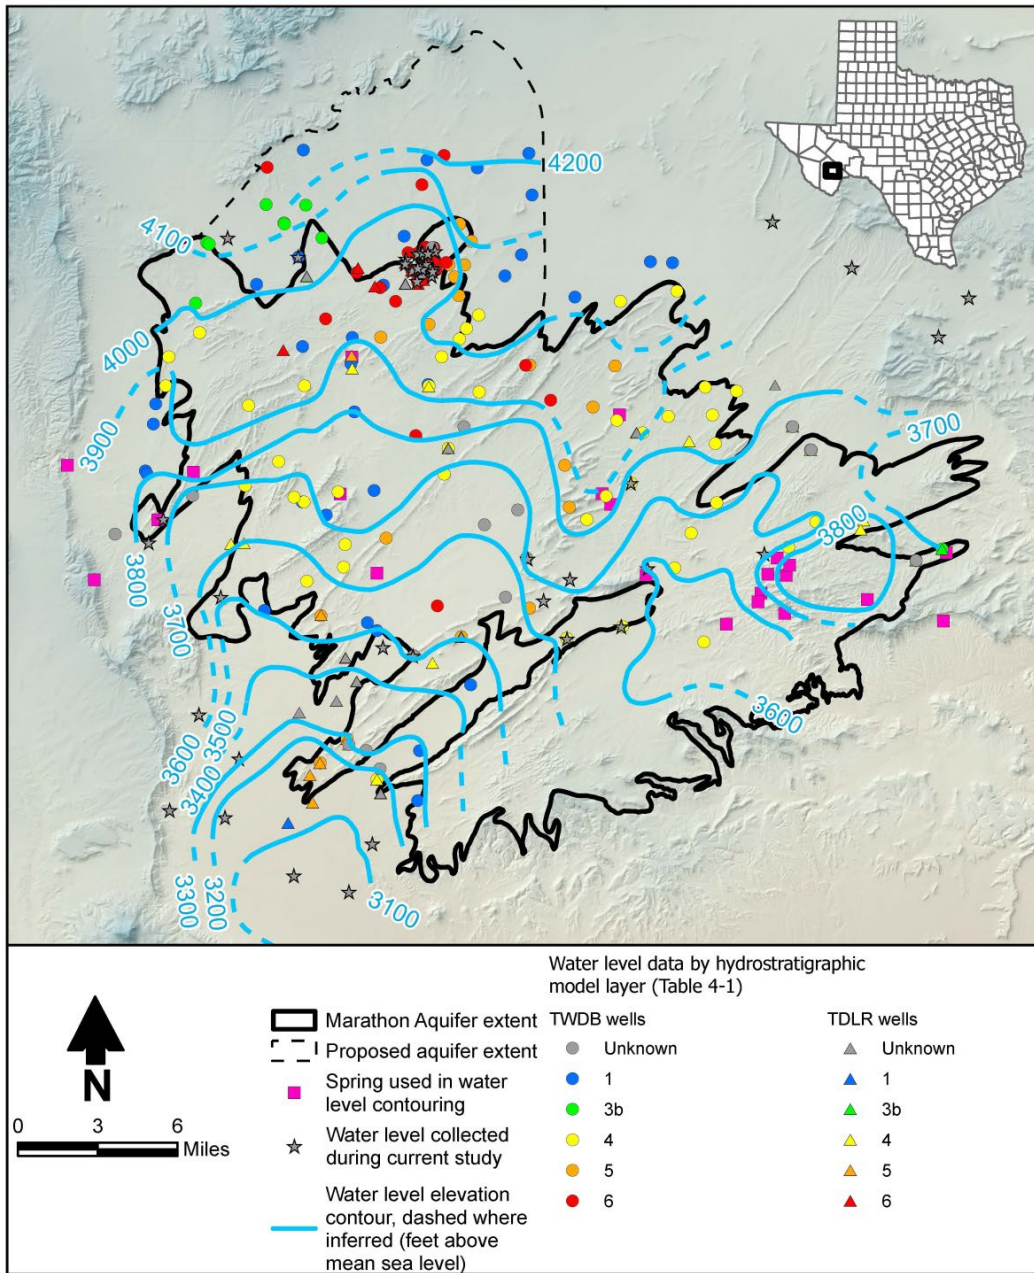 4200
4100
4000
3900
3700
3800
3800
3700
3600
3600
3500
3400
3300
3200
3100
Water level data by hydrostratigraphic
model layer (Table 4-1)
N
0 3 6
Miles
Marathon Aquifer extent
Proposed aquifer extent
Spring used in water
level contouring
Water level collected
during current study
Water level elevation
contour, dashed where
inferred (feet above
mean sea level)
TWDB wells
Unknown
1
3b
4
5
6
TDLR wells
Unknown
1
3b
4
5
6